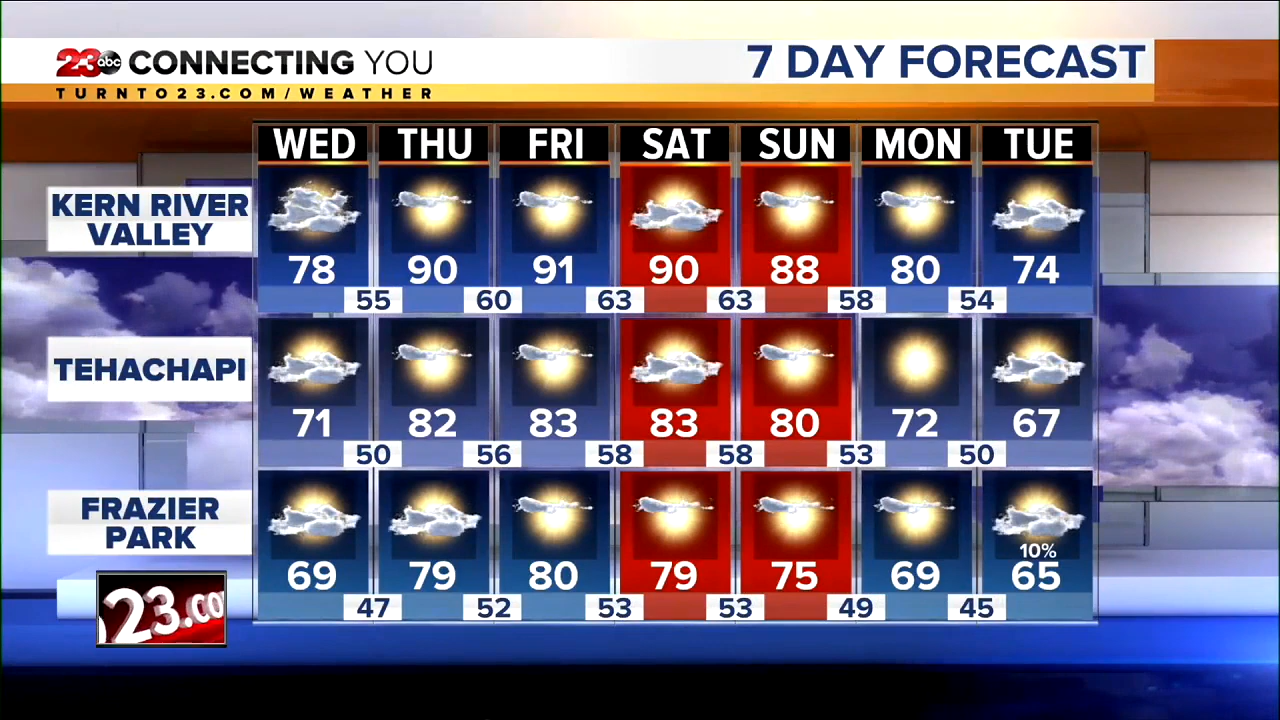 23 abc CONNECTING YOU
7 DAY FORECAST
TURNTO23.COM/WEATHER
WED THU FRI SAT SUN MON TUE
KERN RIVER
VALLEY
78 90 91 90 88 80 74
55 60 63 63 58 54
TEHACHAPI
71 82 83 83 80 72 67
50 56 58 58 53 50
FRAZIER
PARK
10%
69 79 80 79 75 69 65
47 52 53 53 49 45
23.co